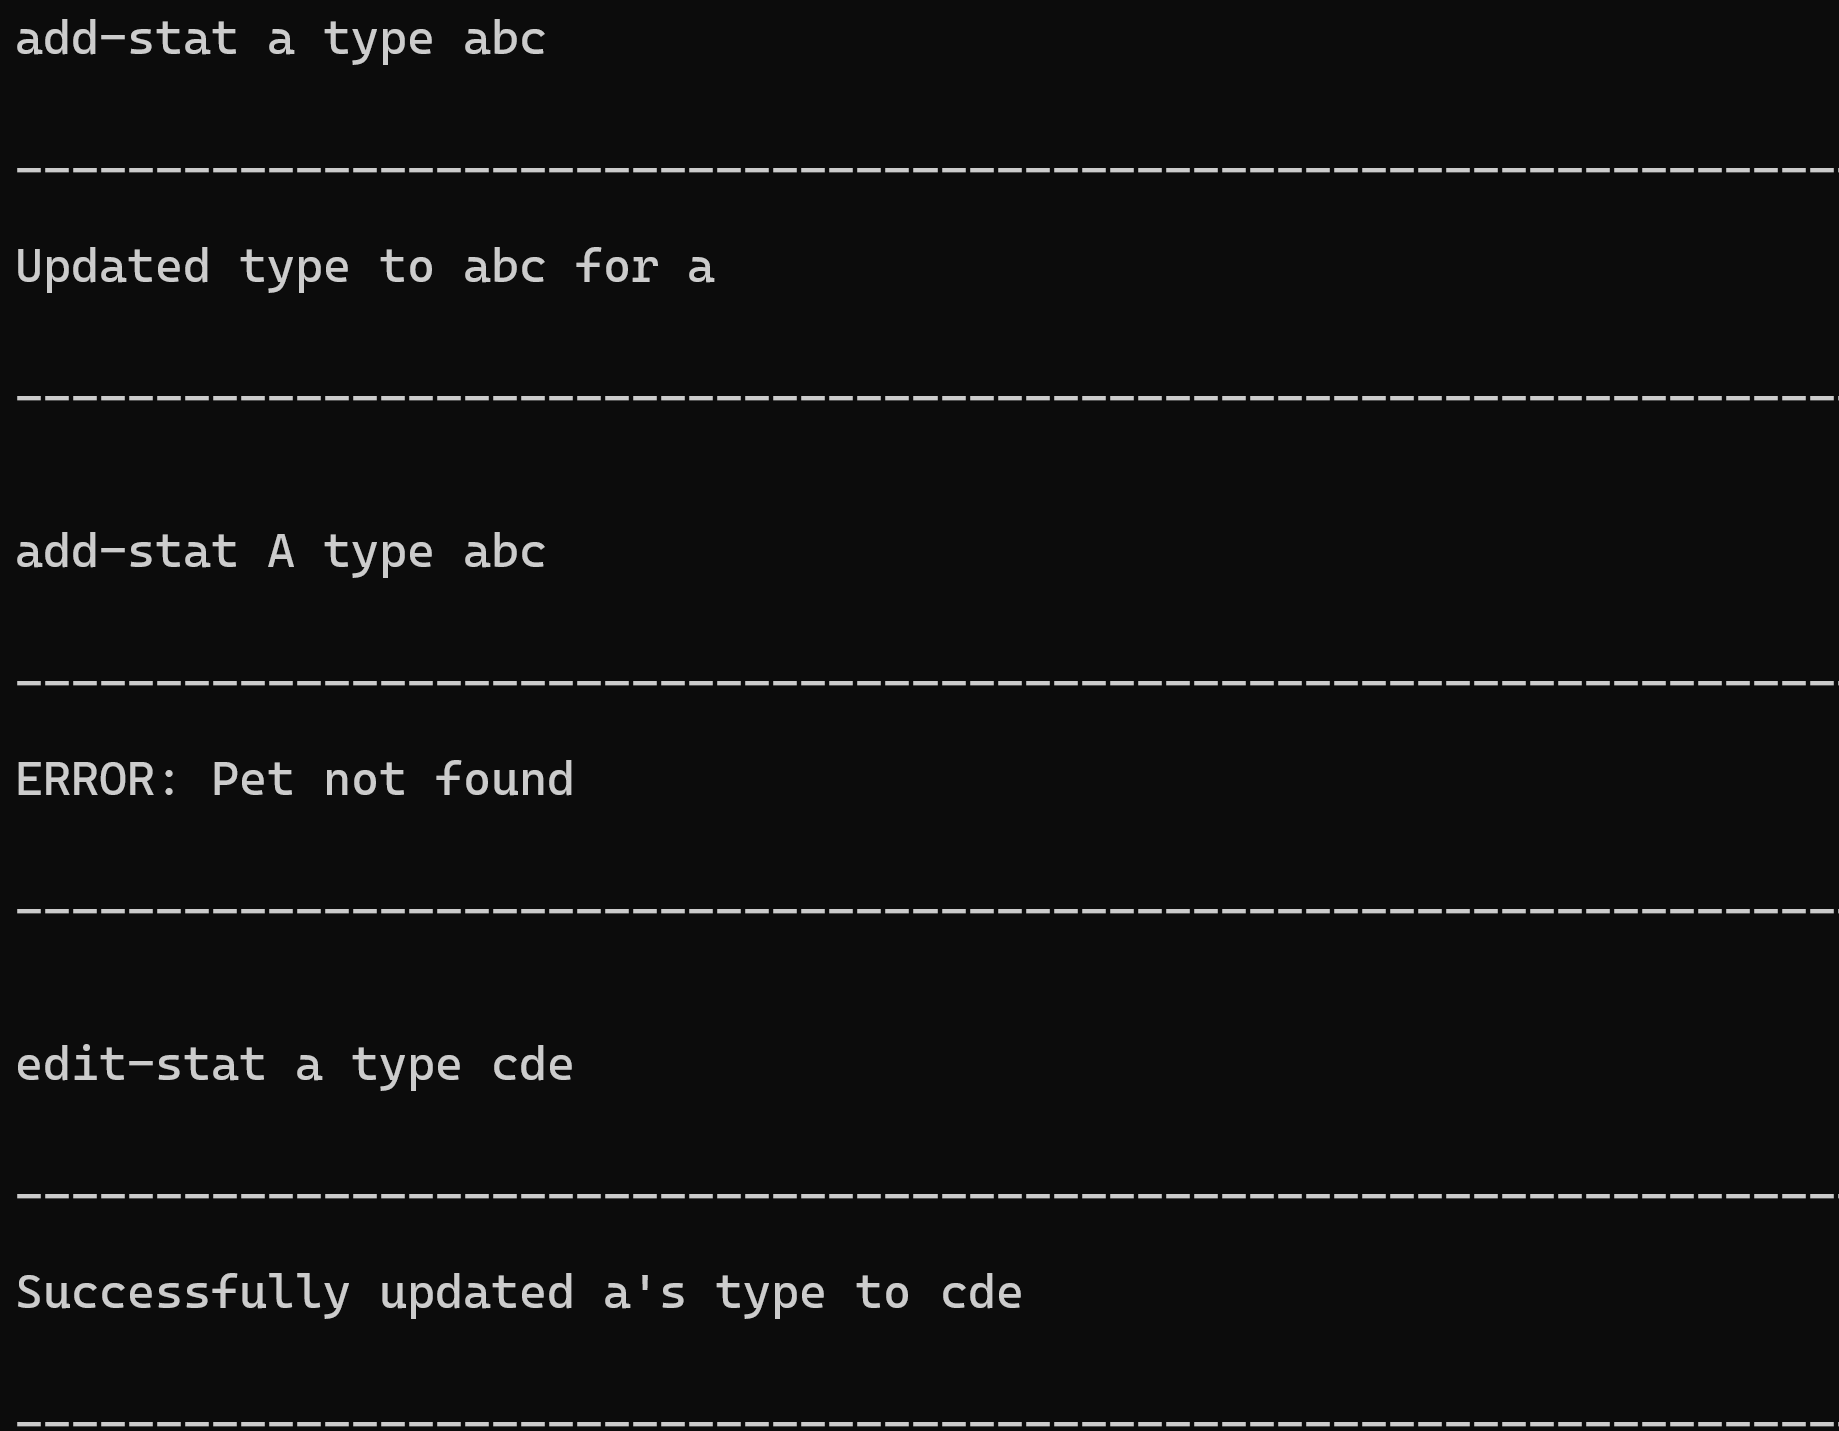 add-stat a type abc
------------------------------------------------------------------
Updated type to abc for a
------------------------------------------------------------------
add-stat A type abc
------------------------------------------------------------------
ERROR: Pet not found
------------------------------------------------------------------
edit-stat a type cde
------------------------------------------------------------------
Successfully updated a's type to cde
------------------------------------------------------------------